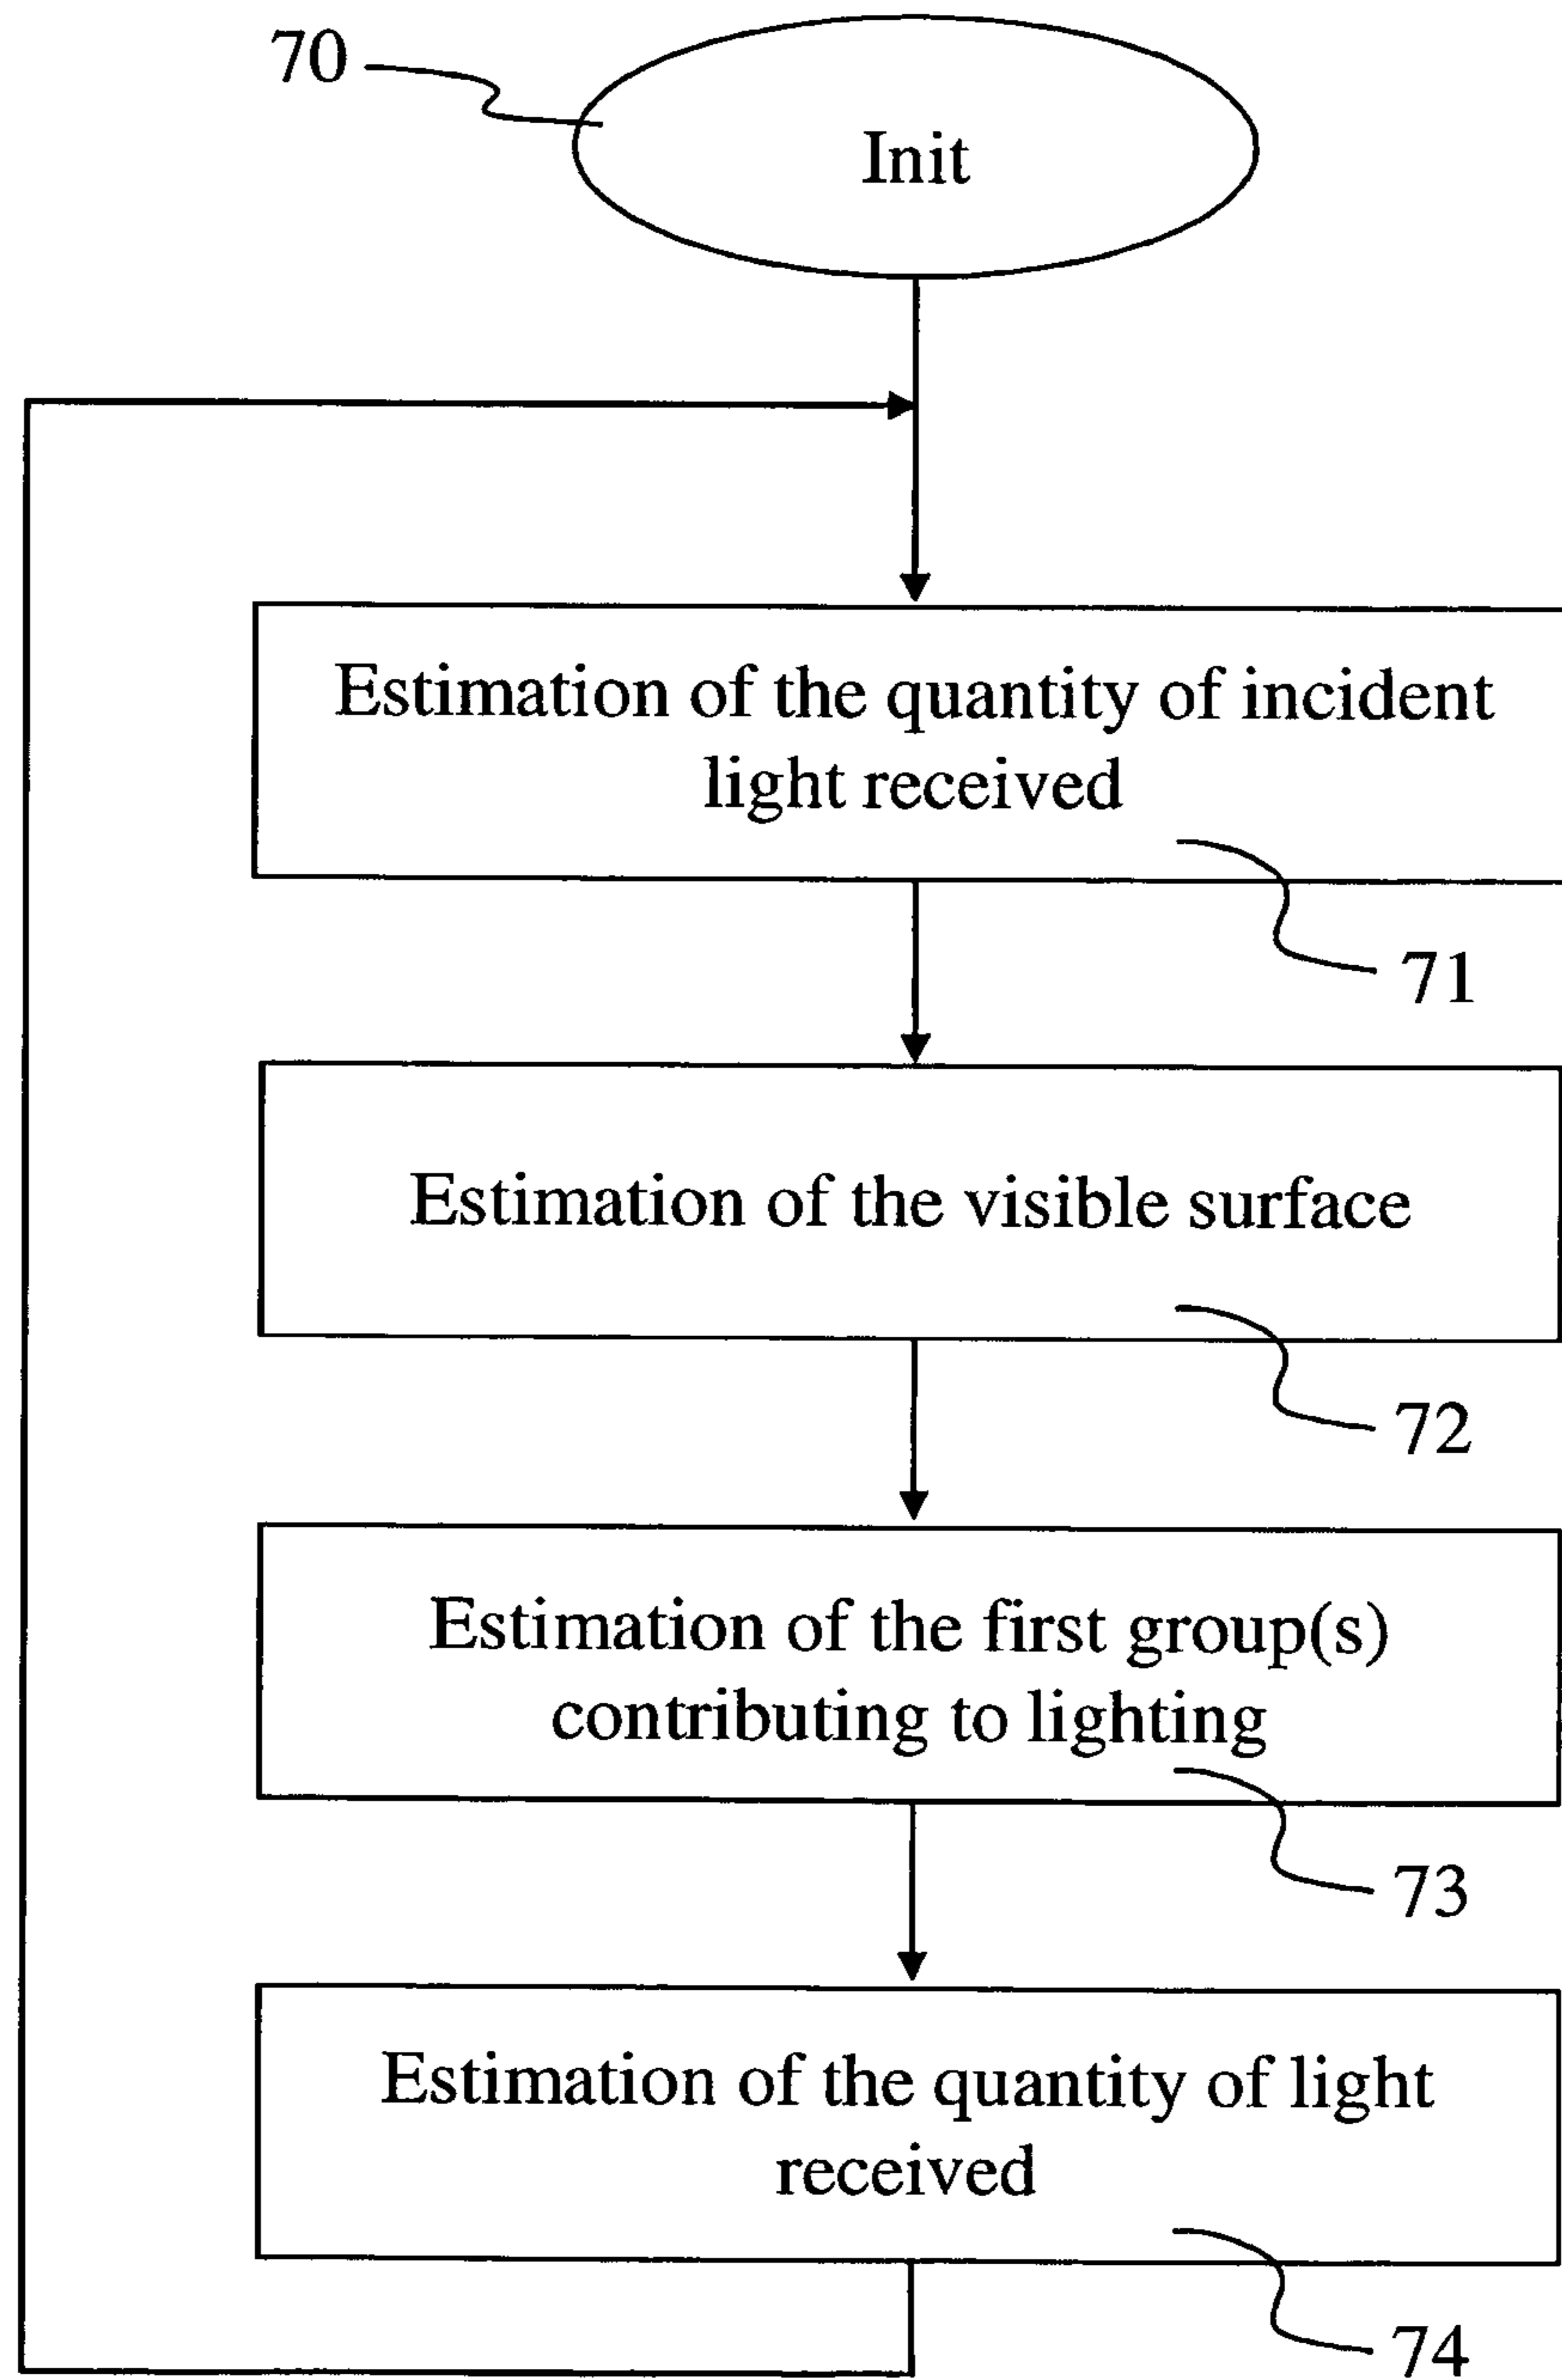 70
Init
Estimation of the quantity of incident
light received
71
Estimation of the visible surface
72
Estimation of the first group(s)
contributing to lighting
73
Estimation of the quantity of light
received
74